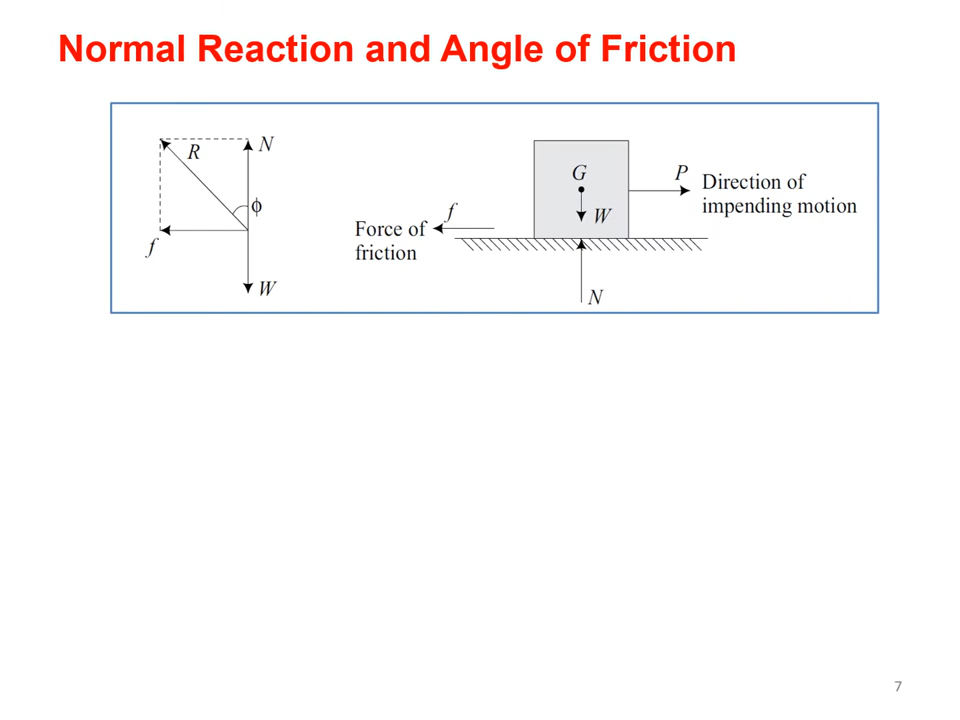 Normal Reaction and Angle of Friction
N
R
ϕ
f
W
G
P
Direction of
impending motion
W
f
Force of
friction
N
7